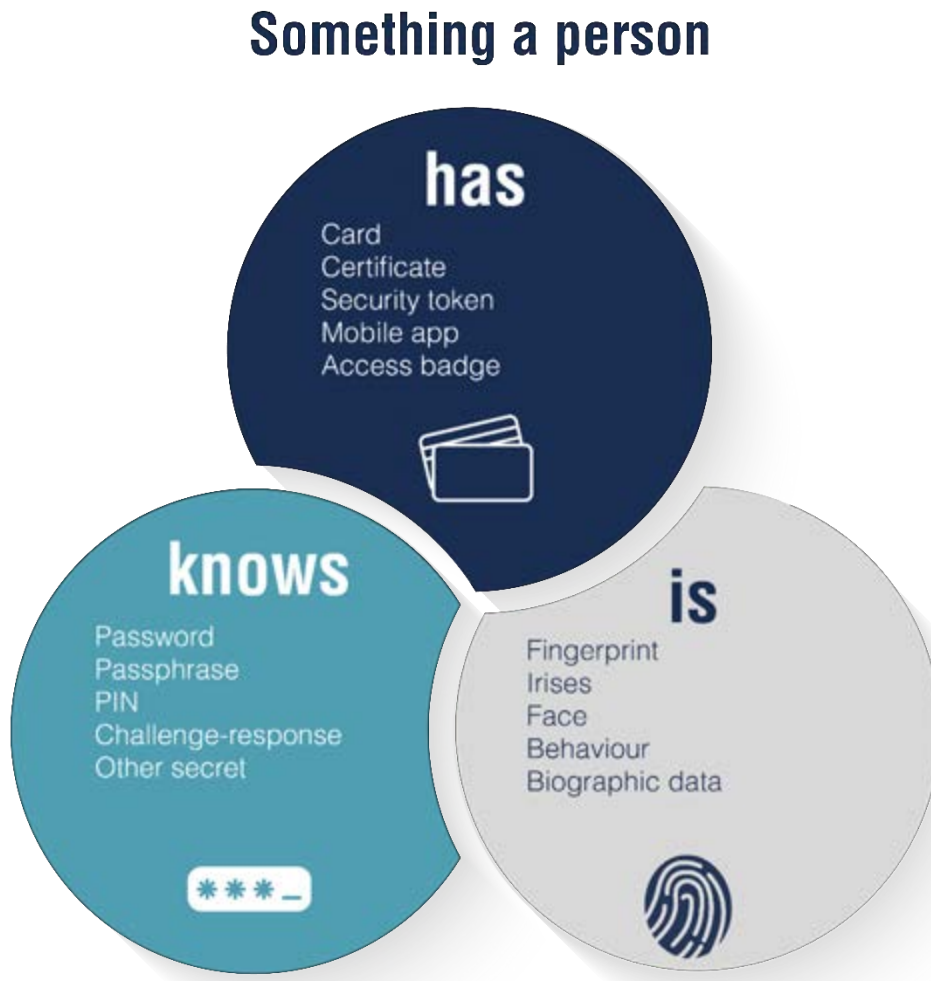 Something a person
has
Card
Certificate
Security token
Mobile app
Access badge
knows
Password
Passphrase
PIN
Challenge-response
Other secret
***_
is
Fingerprint
Irises
Face
Behaviour
Biographic data